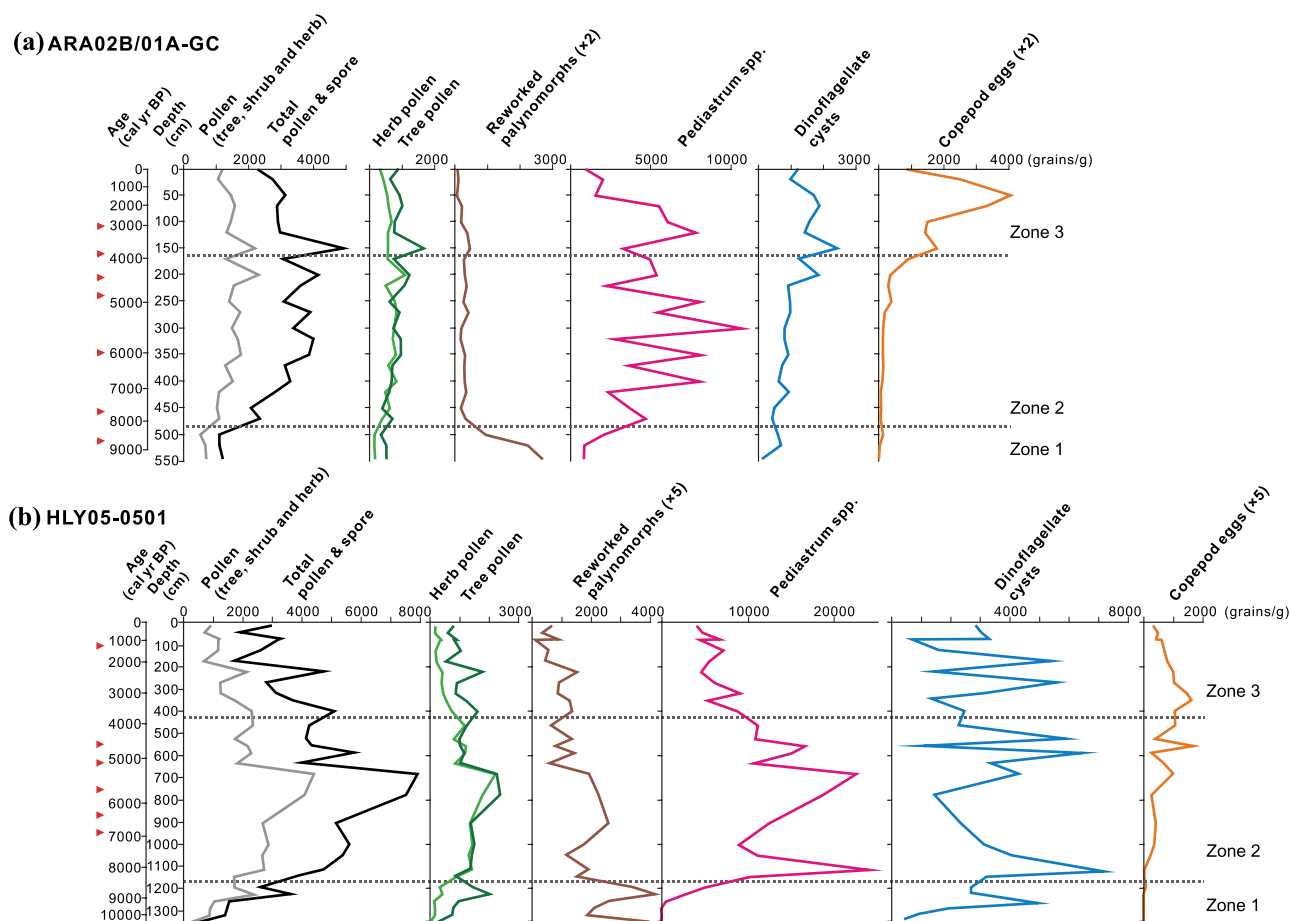 (a) ARA02B/01A-GC
Age
(cal yr BP)
Depth
(cm)
Pollen
(tree, shrub and herb)
Total
pollen & spore
Herb pollen
Tree pollen
Reworked
palynomorphs (×2)
Pediastrum spp.
Dinoflagellate
cysts
Copepod eggs (×2)
0 2000 4000 2000 3000 5000 10000 3000 2000 4000 (grains/g)
0
1000
3000
4000
5000
6000
7000
8000
9000
0
50
100
150
200
250
300
350
400
450
500
550
Zone 3
Zone 2
Zone 1
(b) HLY05-0501
Age
(cal yr BP)
Depth
(cm)
Pollen
(tree, shrub and herb)
Total
pollen & spore
Herb pollen
Tree pollen
Reworked
palynomorphs (×5)
Pediastrum spp.
Dinoflagellate
cysts
Copepod eggs (×5)
0 2000 4000 6000 8000 3000 2000 4000 10000 20000 4000 8000 2000 (grains/g)
0
1000
2000
3000
4000
5000
6000
7000
8000
9000
10000
0
100
200
300
400
500
600
700
800
900
1000
1100
1200
1300
Zone 3
Zone 2
Zone 1